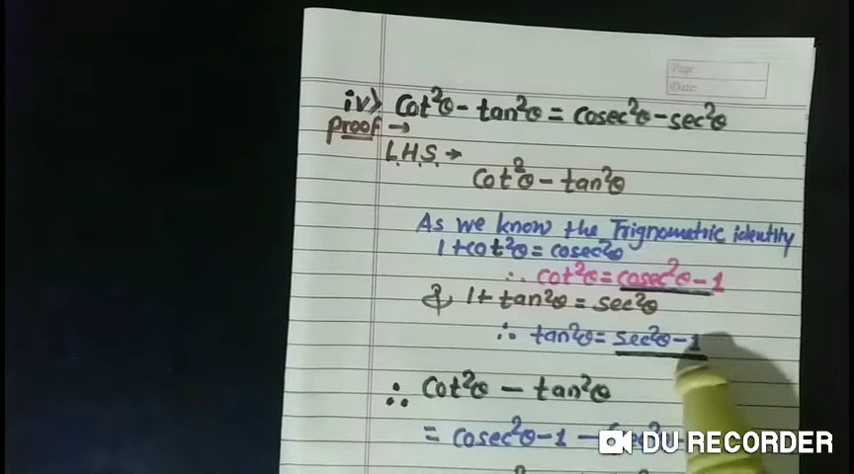 Page
Date
iv) cot²θ - tan²θ = cosec²θ - sec²θ
proof →
L.H.S. →
cot²θ - tan²θ
As we know the Trignometric identity
1 + cot²θ = cosec²θ
∴ cot²θ = cosec²θ - 1
& 1 + tan²θ = sec²θ
∴ tan²θ = sec²θ - 1
∴ cot²θ - tan²θ
= cosec²θ - 1 -
DU RECORDER